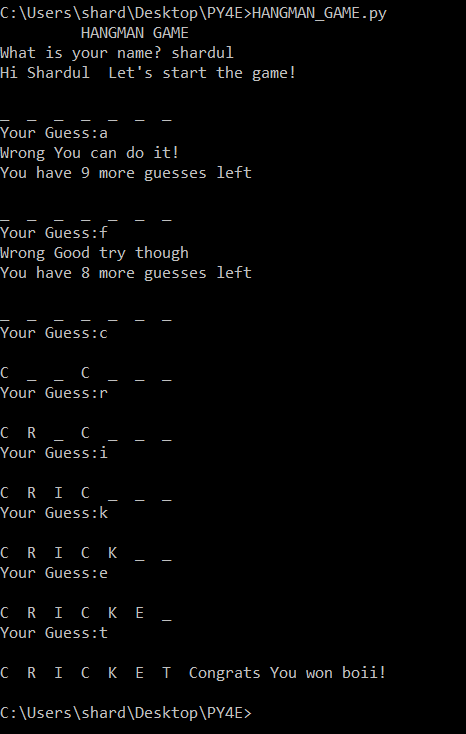 C:\Users\shard\Desktop\PY4E>HANGMAN_GAME.py
HANGMAN GAME
What is your name? shardul
Hi Shardul  Let's start the game!
_  _  _  _  _  _  _
Your Guess:a
Wrong You can do it!
You have 9 more guesses left
_  _  _  _  _  _  _
Your Guess:f
Wrong Good try though
You have 8 more guesses left
_  _  _  _  _  _  _
Your Guess:c
C  _  _  C  _  _  _
Your Guess:r
C  R  _  C  _  _  _
Your Guess:i
C  R  I  C  _  _  _
Your Guess:k
C  R  I  C  K  _  _
Your Guess:e
C  R  I  C  K  E  _
Your Guess:t
C  R  I  C  K  E  T  Congrats You won boii!
C:\Users\shard\Desktop\PY4E>